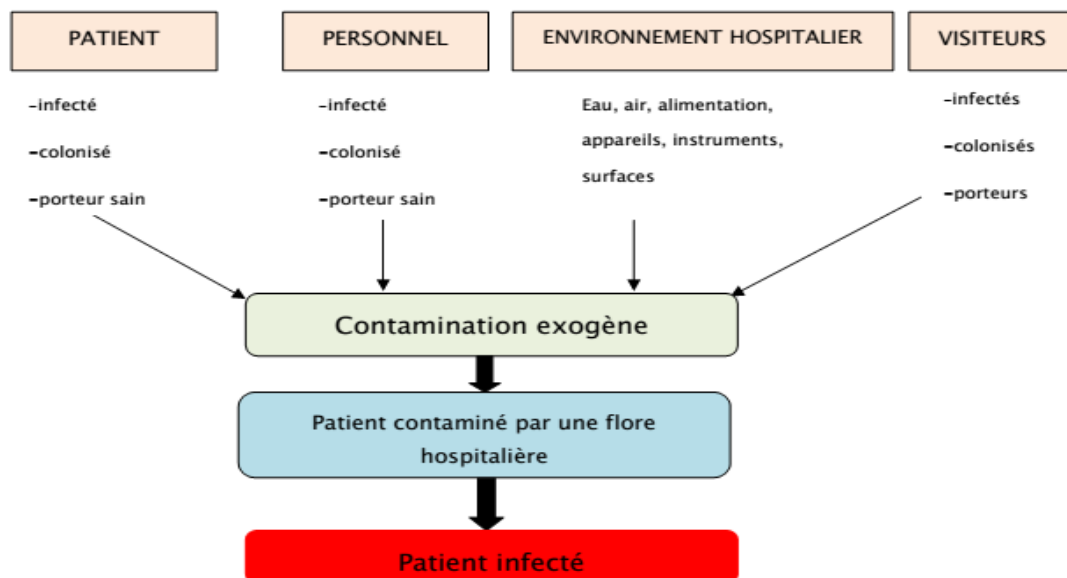 PATIENT
-infecté
-colonisé
-porteur sain
PERSONNEL
-infecté
-colonisé
-porteur sain
ENVIRONNEMENT HOSPITALIER
Eau, air, alimentation,
appareils, instruments,
surfaces
VISITEURS
-infectés
-colonisés
-porteurs
Contamination exogène
Patient contaminé par une flore
hospitalière
Patient infecté